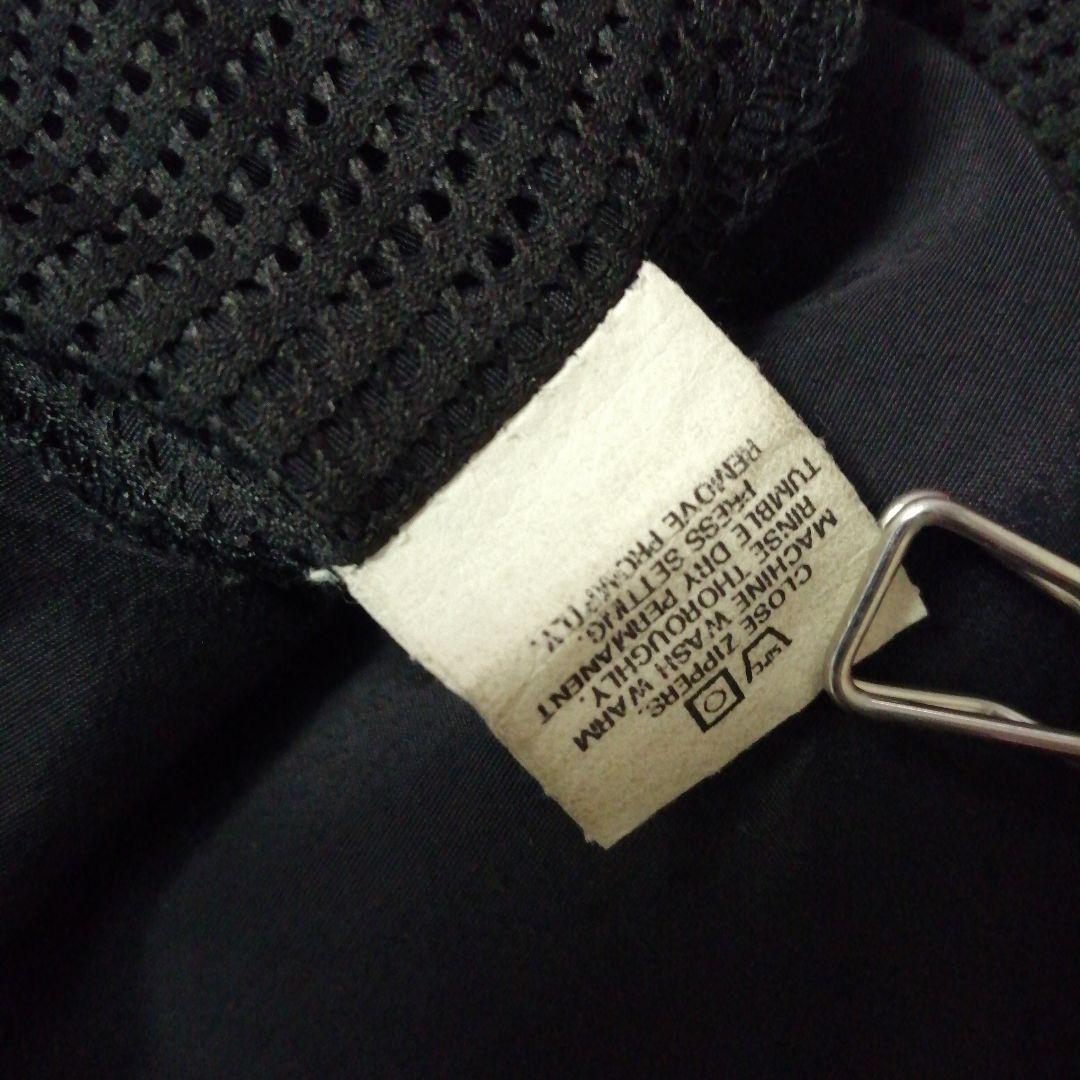 CLOSE ZIPPERS.
MACHINE WASH WARM
RINSE THOROUGHLY.
TUMBLE DRY PERMANENT
PRESS SETTING.
REMOVE PROMPTLY.